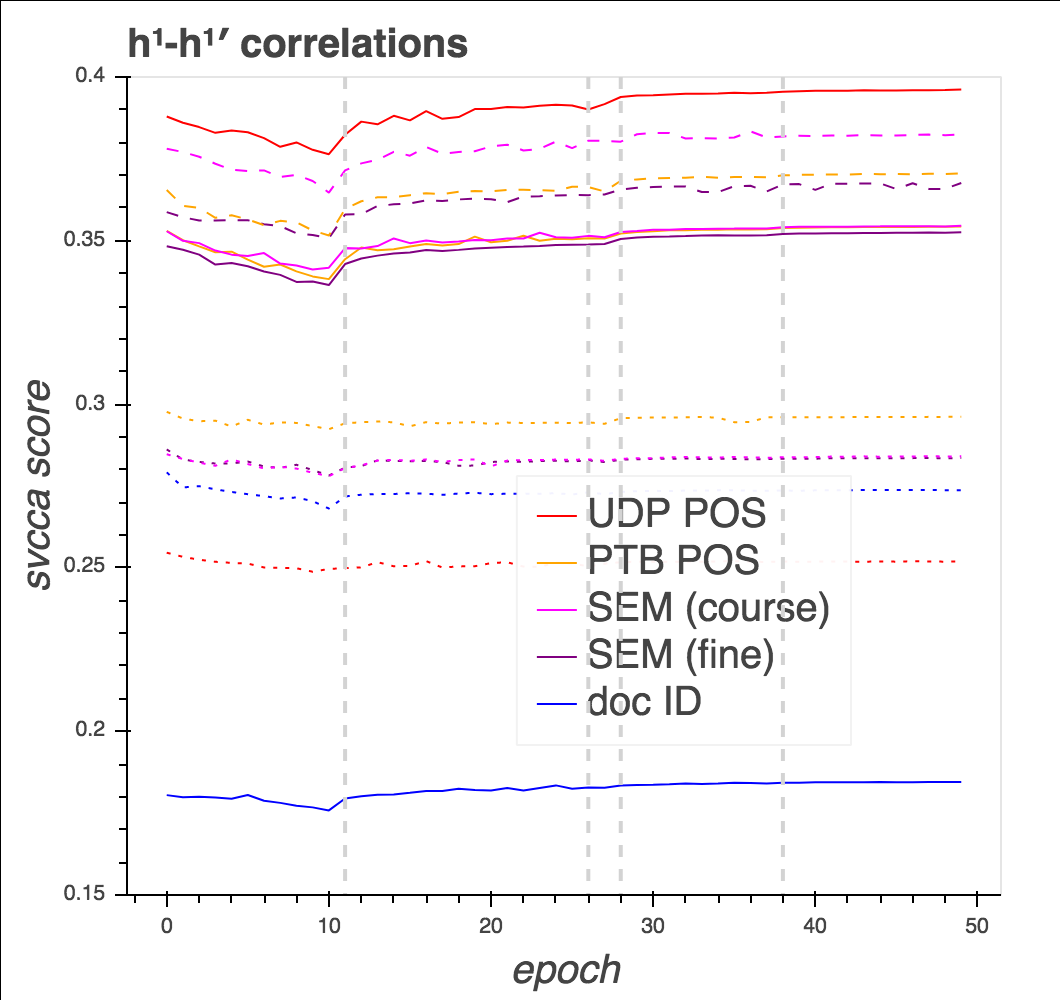 h¹-h¹′ correlations
0.4
0.35
0.3
0.25
0.2
0.15
svcca score
UDP POS
PTB POS
SEM (course)
SEM (fine)
doc ID
0 10 20 30 40 50
epoch